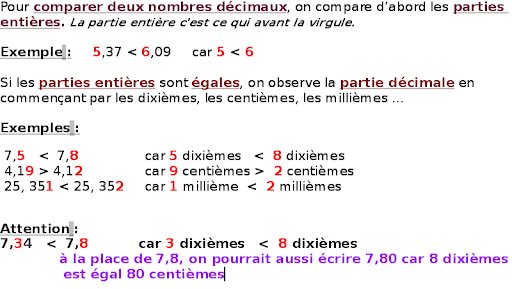 Pour comparer deux nombres décimaux, on compare d'abord les parties
entières. La partie entière c'est ce qui avant la virgule.
Exemple : 5,37 < 6,09 car 5 < 6
Si les parties entières sont égales, on observe la partie décimale en
commençant par les dixièmes, les centièmes, les millièmes ...
Exemples :
7,5 < 7,8 car 5 dixièmes < 8 dixièmes
4,19 > 4,12 car 9 centièmes > 2 centièmes
25, 351 < 25, 352 car 1 millième < 2 millièmes
Attention :
7,34 < 7,8 car 3 dixièmes < 8 dixièmes
à la place de 7,8, on pourrait aussi écrire 7,80 car 8 dixièmes
est égal 80 centièmes